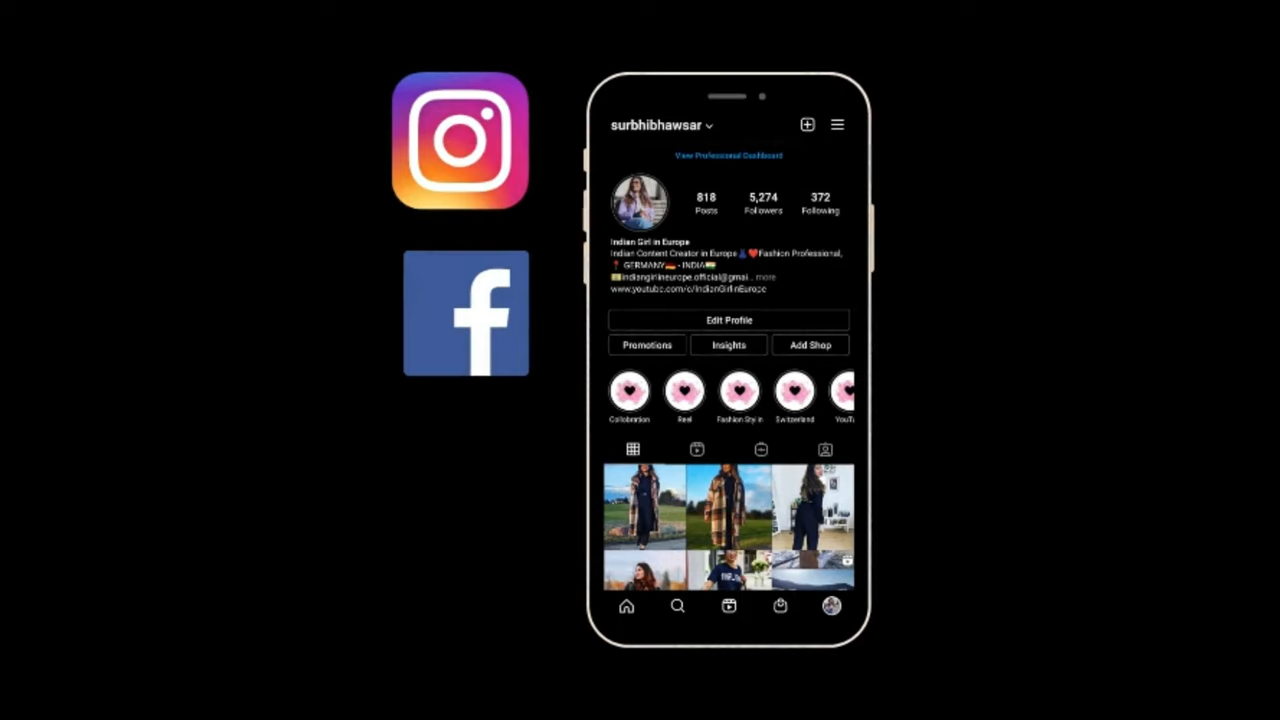 surbhibhawsar
View Professional Dashboard
818 5,274 372
Posts Followers Following
Indian Girl in Europe
Indian Content Creator in Europe👗❤️Fashion Professional,
📍 GERMANY🇩🇪 - INDIA🇮🇳
📧indiangirlineurope.official@gmai... more
www.youtube.com/c/IndianGirlinEurope
Edit Profile
Promotions Insights Add Shop
Collabration Reel Fashion Styl'n Switzerland YouTu